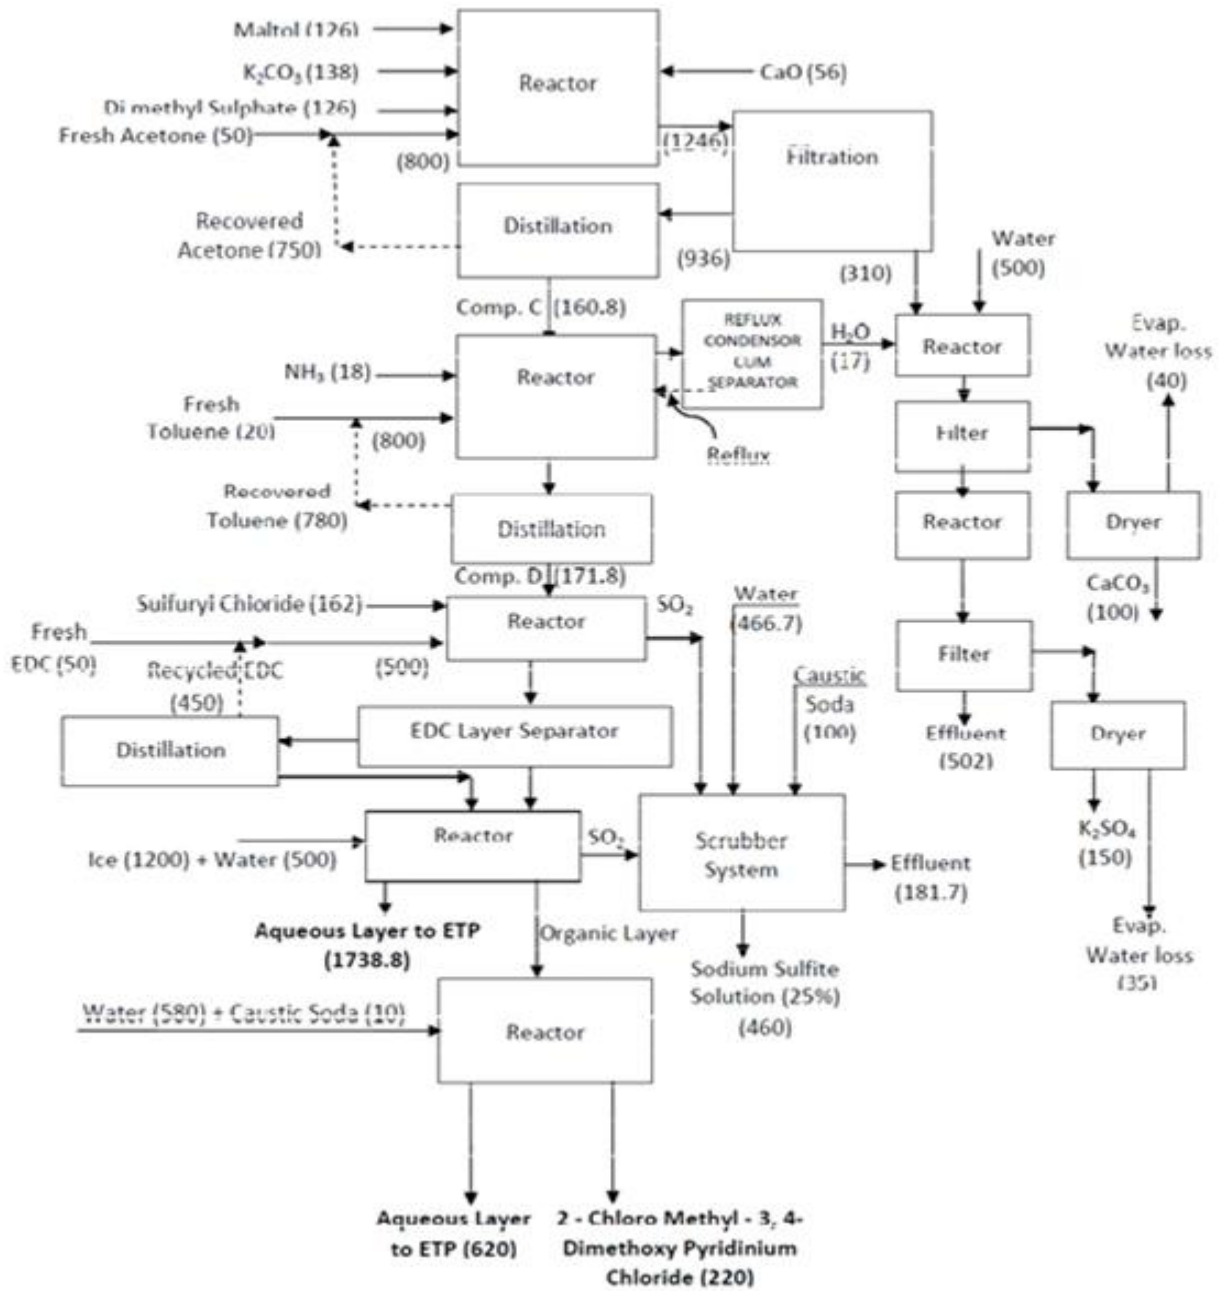 Maltol (126)
K₂CO₃ (138)
Di methyl Sulphate (126)
Fresh Acetone (50)
(800)
Reactor
CaO (56)
(1246)
Filtration
Distillation
Recovered
Acetone (750)
(936)
(310)
Water
(500)
Comp. C (160.8)
REFLUX
CONDENSOR
CUM
SEPARATOR
H₂O
(17)
Reactor
Evap.
Water loss
(40)
NH₃ (18)
Reactor
Fresh
Toluene (20)
(800)
Reflux
Filter
Recovered
Toluene (780)
Distillation
Reactor
Dryer
Comp. D (171.8)
CaCO₃
(100)
Sulfuryl Chloride (162)
Reactor
SO₂
Water
(466.7)
Fresh
EDC (50)
Recycled EDC
(450)
(500)
Filter
Caustic
Soda
(100)
EDC Layer Separator
Distillation
Effluent
(502)
Dryer
Reactor
SO₂
Ice (1200) + Water (500)
Scrubber
System
K₂SO₄
(150)
Effluent
(181.7)
Aqueous Layer to ETP
(1738.8)
Organic Layer
Evap.
Water loss
(35)
Sodium Sulfite
Solution (25%)
(460)
Water (580) + Caustic Soda (10)
Reactor
Aqueous Layer
to ETP (620)
2 - Chloro Methyl - 3, 4-
Dimethoxy Pyridinium
Chloride (220)